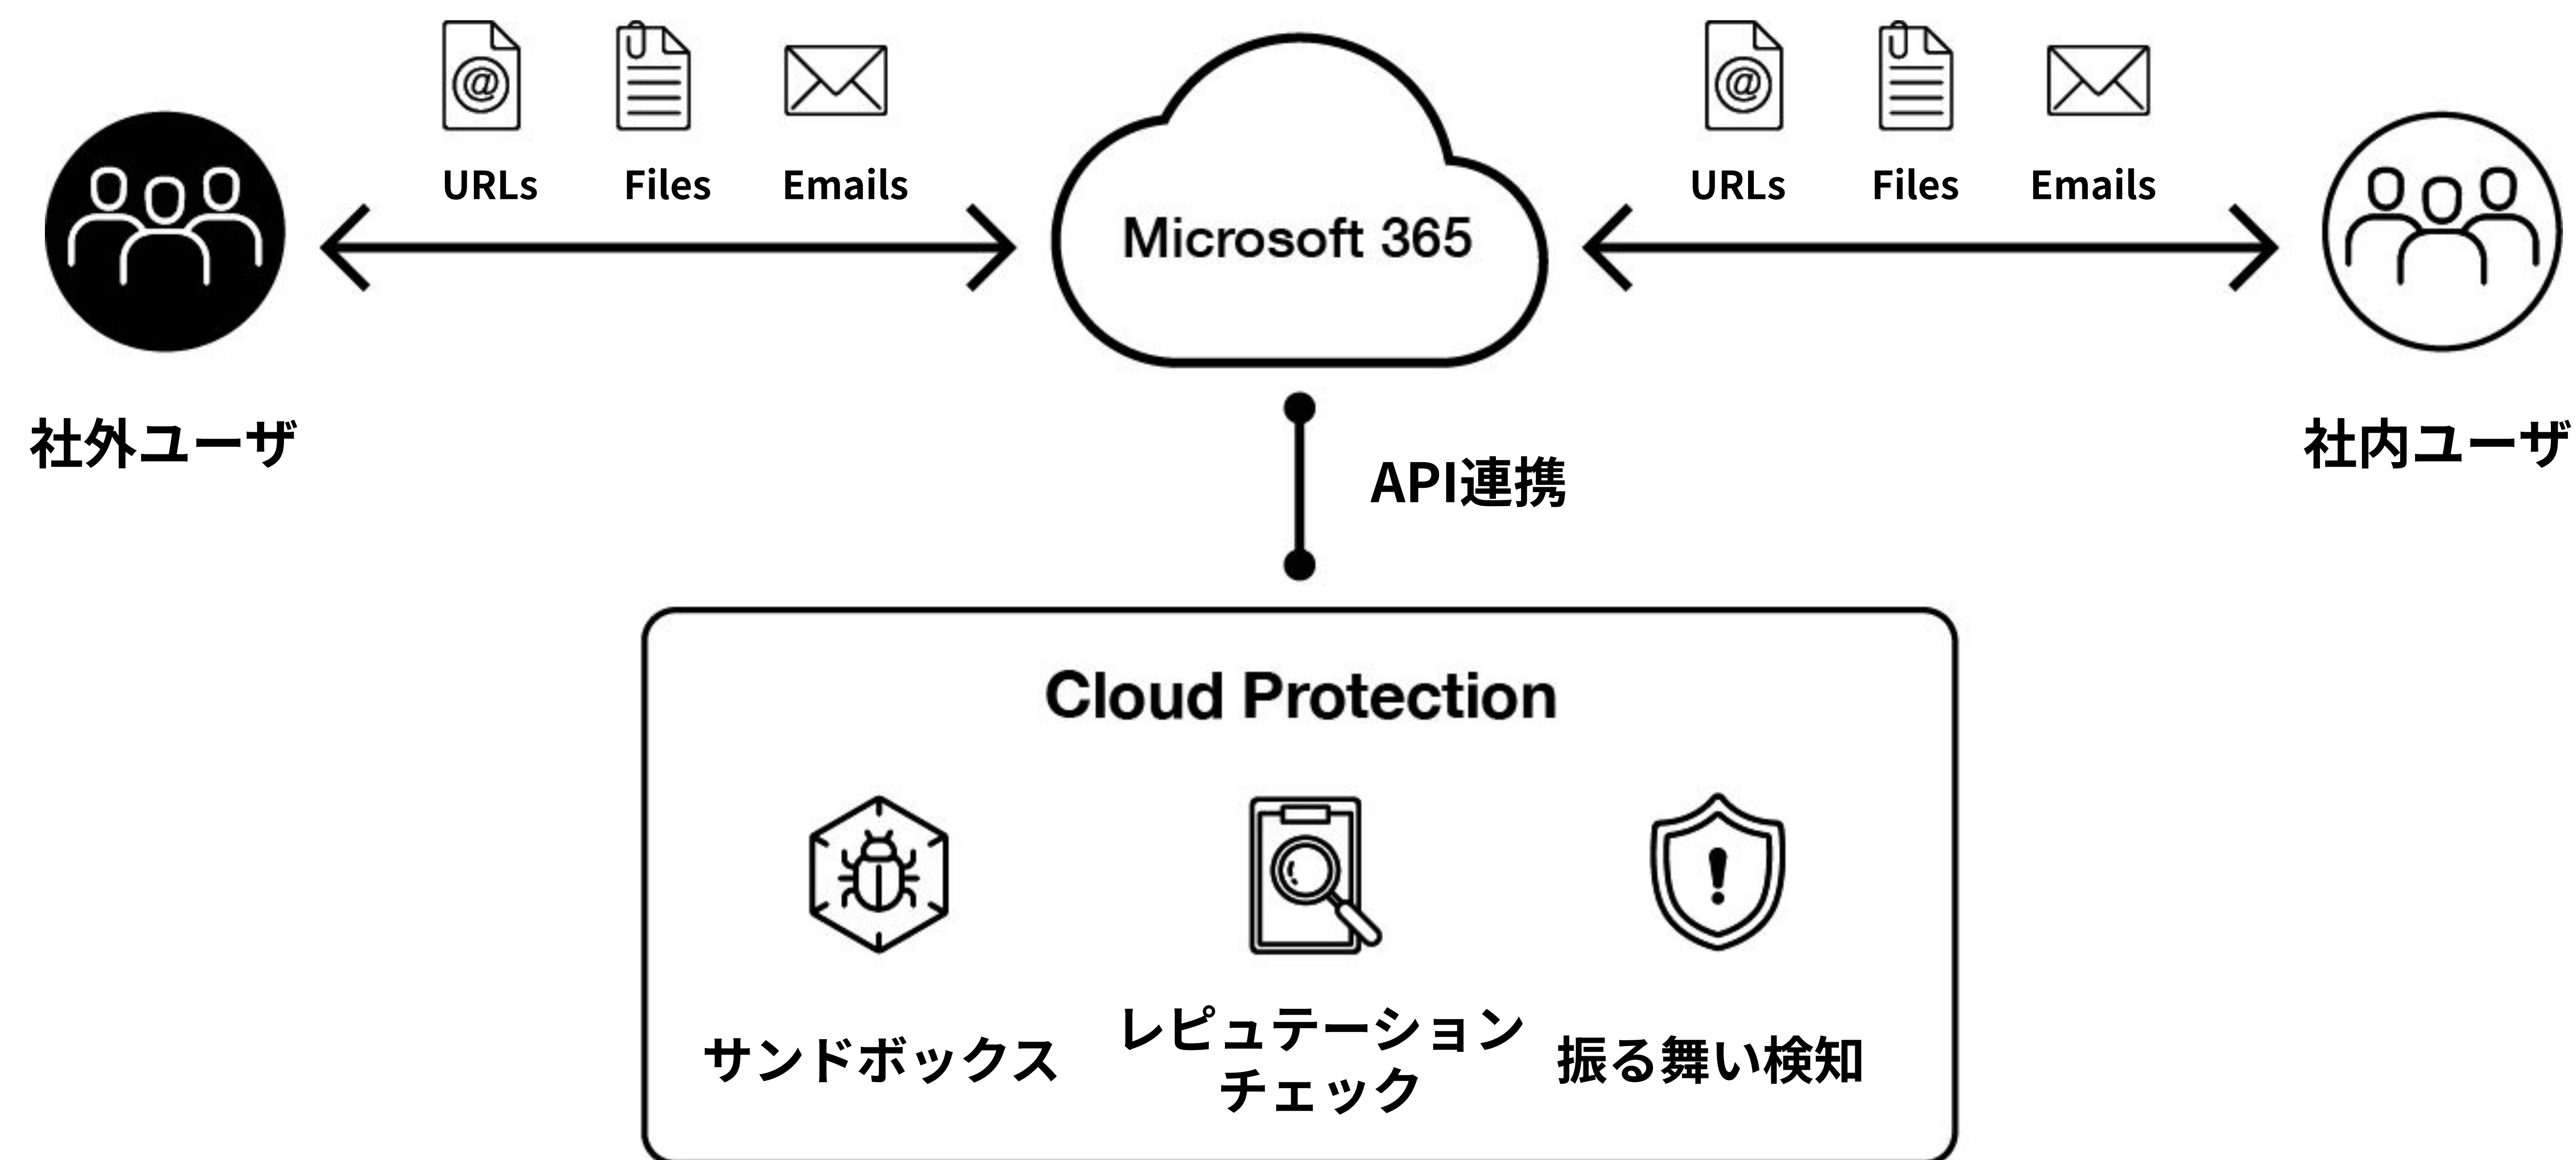 URLs
Files
Emails
URLs
Files
Emails
Microsoft 365
社外ユーザ
社内ユーザ
API連携
Cloud Protection
サンドボックス
レピュテーション
チェック
振る舞い検知